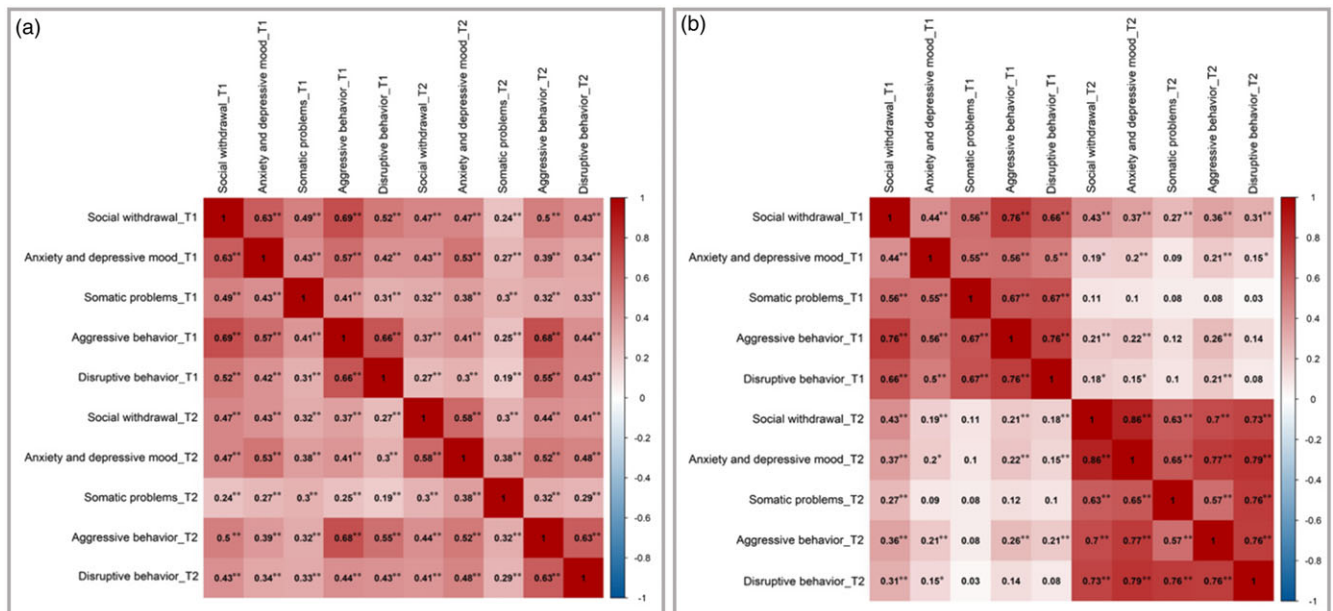 (a)
Social withdrawal_T1
Anxiety and depressive mood_T1
Somatic problems_T1
Aggressive behavior_T1
Disruptive behavior_T1
Social withdrawal_T2
Anxiety and depressive mood_T2
Somatic problems_T2
Aggressive behavior_T2
Disruptive behavior_T2
Social withdrawal_T1 1 0.63** 0.49** 0.69** 0.52** 0.47** 0.47** 0.24** 0.5** 0.43**
Anxiety and depressive mood_T1 0.63** 1 0.43** 0.57** 0.42** 0.43** 0.53** 0.27** 0.39** 0.34**
Somatic problems_T1 0.49** 0.43** 1 0.41** 0.31** 0.32** 0.38** 0.3** 0.32** 0.33**
Aggressive behavior_T1 0.69** 0.57** 0.41** 1 0.66** 0.37** 0.41** 0.25** 0.68** 0.44**
Disruptive behavior_T1 0.52** 0.42** 0.31** 0.66** 1 0.27** 0.3** 0.19** 0.55** 0.43**
Social withdrawal_T2 0.47** 0.43** 0.32** 0.37** 0.27** 1 0.58** 0.3** 0.44** 0.41**
Anxiety and depressive mood_T2 0.47** 0.53** 0.38** 0.41** 0.3** 0.58** 1 0.38** 0.52** 0.48**
Somatic problems_T2 0.24** 0.27** 0.3** 0.25** 0.19** 0.3** 0.38** 1 0.32** 0.29**
Aggressive behavior_T2 0.5** 0.39** 0.32** 0.68** 0.55** 0.44** 0.52** 0.32** 1 0.63**
Disruptive behavior_T2 0.43** 0.34** 0.33** 0.44** 0.43** 0.41** 0.48** 0.29** 0.63** 1
1
0.8
0.6
0.4
0.2
0
-0.2
-0.4
-0.6
-0.8
-1
(b)
Social withdrawal_T1
Anxiety and depressive mood_T1
Somatic problems_T1
Aggressive behavior_T1
Disruptive behavior_T1
Social withdrawal_T2
Anxiety and depressive mood_T2
Somatic problems_T2
Aggressive behavior_T2
Disruptive behavior_T2
Social withdrawal_T1 1 0.44** 0.56** 0.76** 0.66** 0.43** 0.37** 0.27** 0.36** 0.31**
Anxiety and depressive mood_T1 0.44** 1 0.55** 0.56** 0.5** 0.19* 0.2** 0.09 0.21** 0.15*
Somatic problems_T1 0.56** 0.55** 1 0.67** 0.67** 0.11 0.1 0.08 0.08 0.03
Aggressive behavior_T1 0.76** 0.56** 0.67** 1 0.76** 0.21** 0.22** 0.12 0.26** 0.14
Disruptive behavior_T1 0.66** 0.5** 0.67** 0.76** 1 0.18* 0.15* 0.1 0.21** 0.08
Social withdrawal_T2 0.43** 0.19** 0.11 0.21** 0.18** 1 0.86** 0.63** 0.7** 0.73**
Anxiety and depressive mood_T2 0.37** 0.2* 0.1 0.22** 0.15** 0.86** 1 0.65** 0.77** 0.79**
Somatic problems_T2 0.27** 0.09 0.08 0.12 0.1 0.63** 0.65** 1 0.57** 0.76**
Aggressive behavior_T2 0.36** 0.21** 0.08 0.26** 0.21** 0.7** 0.77** 0.57** 1 0.76**
Disruptive behavior_T2 0.31** 0.15* 0.03 0.14 0.08 0.73** 0.79** 0.76** 0.76** 1
1
0.8
0.6
0.4
0.2
0
-0.2
-0.4
-0.6
-0.8
-1